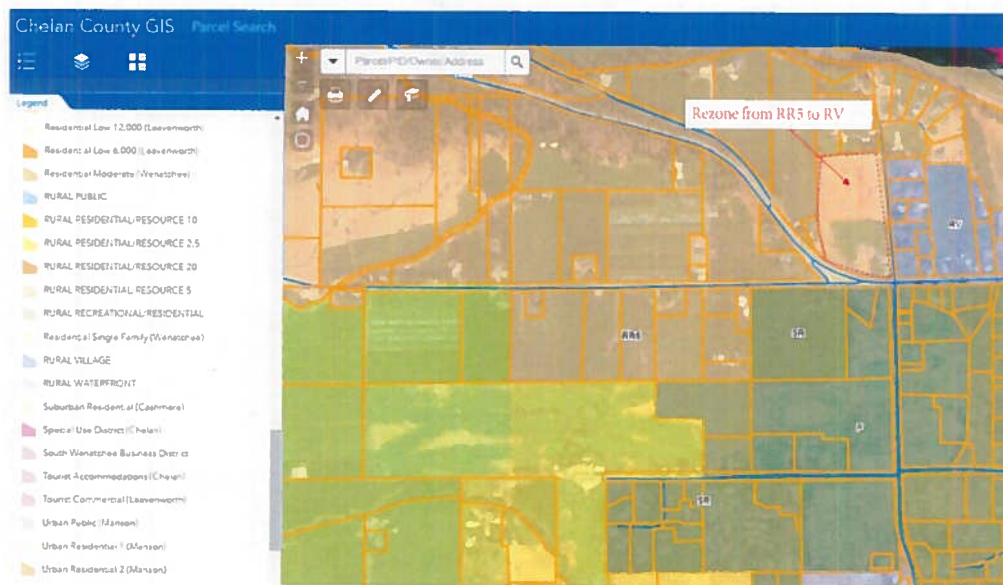 Chelan County GIS Parcel Search
Parcel/PID/Owner/Address
Legend
Residential Low 12,000 (Leavenworth)
Residential Low 6,000 (Leavenworth)
Residential Moderate (Wenatchee)
RURAL PUBLIC
RURAL RESIDENTIAL/RESOURCE 10
RURAL RESIDENTIAL/RESOURCE 2.5
RURAL RESIDENTIAL/RESOURCE 20
RURAL RESIDENTIAL/RESOURCE 5
RURAL RECREATIONAL/RESIDENTIAL
Residential Single Family (Wenatchee)
RURAL VILLAGE
RURAL WATERFRONT
Suburban Residential (Cashmere)
Special Use District (Chelan)
South Wenatchee Business District
Tourist Accommodations (Chelan)
Tourist Commercial (Leavenworth)
Urban Public (Manson)
Urban Residential 1 (Manson)
Urban Residential 2 (Manson)
Rezone from RR5 to RV
RV
RR5
SR
A
SR